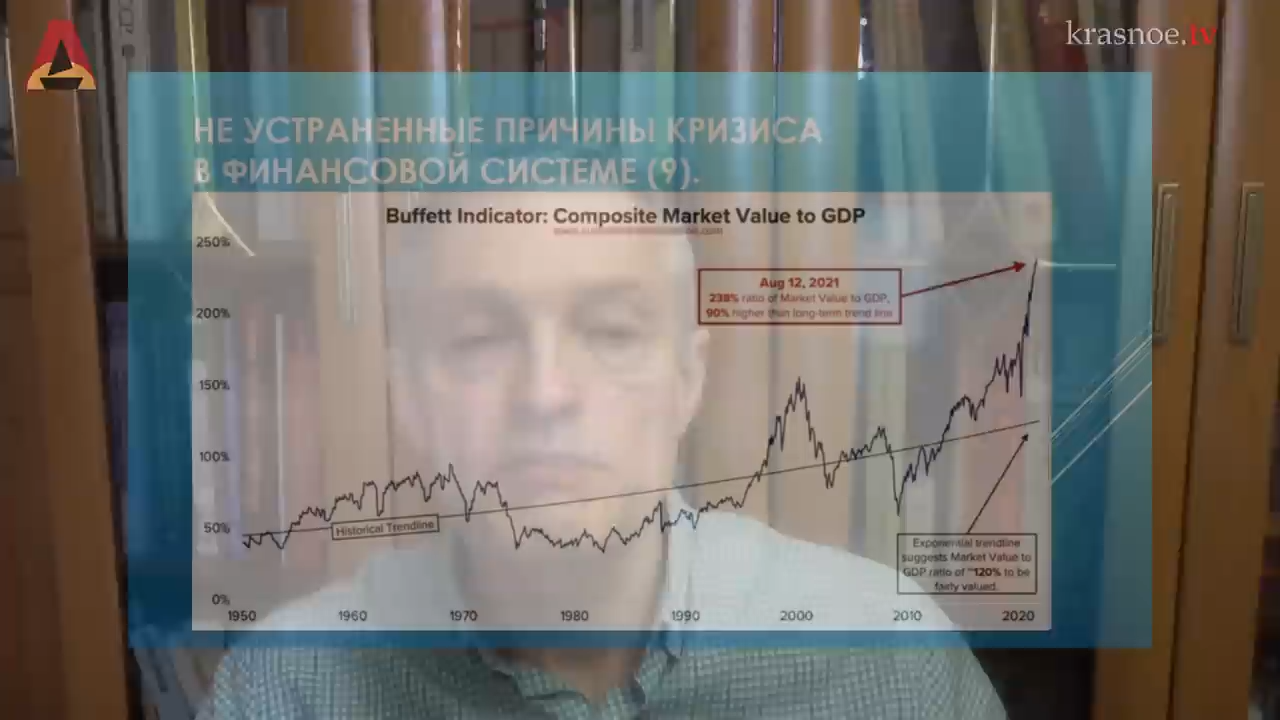 krasnoe.tv
НЕ УСТРАНЕННЫЕ ПРИЧИНЫ КРИЗИСА
В ФИНАНСОВОЙ СИСТЕМЕ (9).
Buffett Indicator: Composite Market Value to GDP
250%
Aug 12, 2021
238% ratio of Market Value to GDP,
90% higher than long-term trend line
200%
150%
100%
50%
Historical Trendline
Exponential trendline
suggests Market Value to
GDP ratio of ~120% to be
fairly valued.
0%
1950 1960 1970 1980 1990 2000 2010 2020